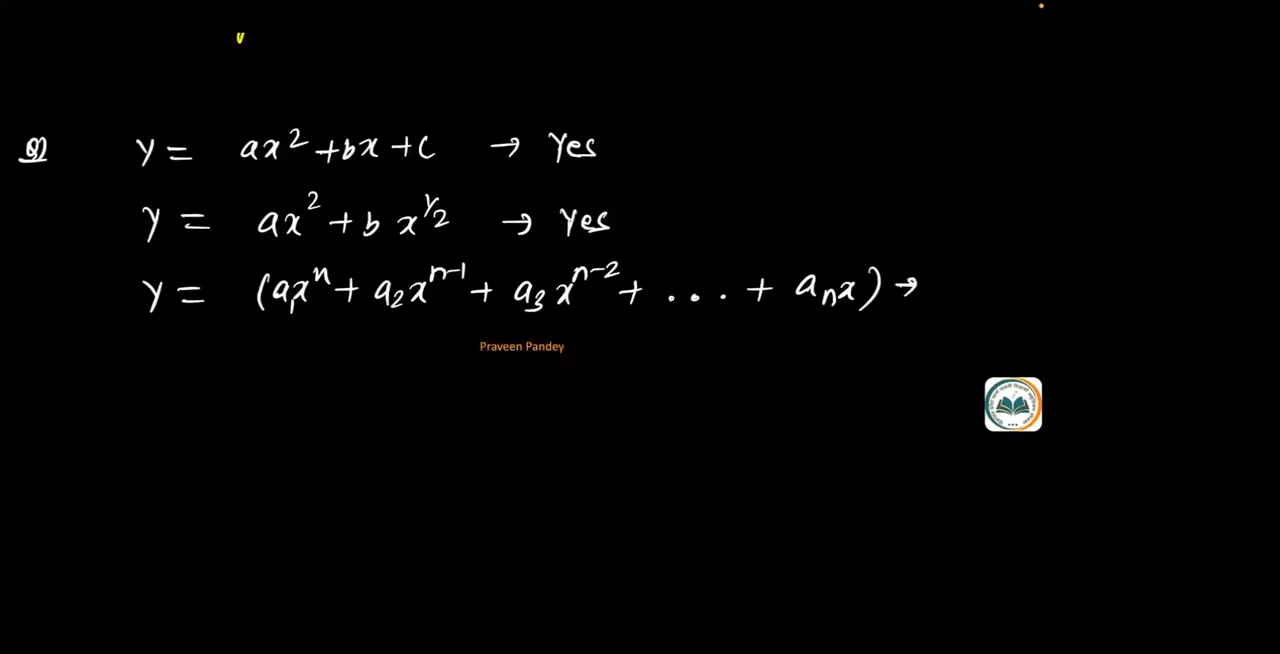 Q) y = ax² + bx + c → Yes
y = ax² + b x^{1/2} → Yes
y = (a₁xⁿ + a₂xⁿ⁻¹ + a₃xⁿ⁻² + ... + aₙx) →
Praveen Pandey